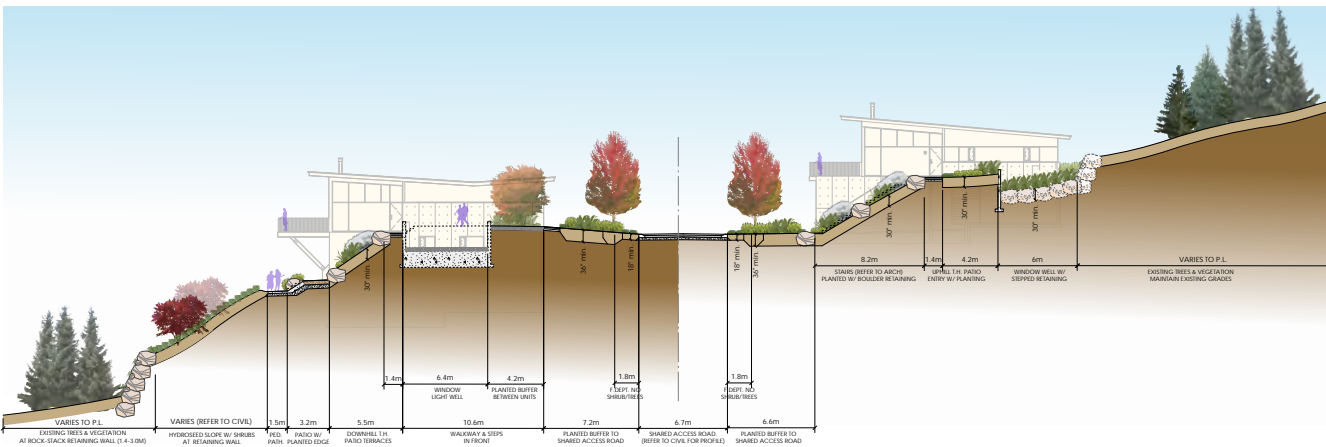 30" min.
36" min.
18" min.
18" min.
36" min.
30" min.
30" min.
30" min.
8.2m
STAIRS (REFER TO ARCH)
PLANTED W/ BOULDER RETAINING
1.4m
4.2m
UPHILL T.H. PATIO
ENTRY W/ PLANTING
6m
WINDOW WELL W/
STEPPED RETAINING
VARIES TO P.L.
EXISTING TREES & VEGETATION
MAINTAIN EXISTING GRADES
1.4m
6.4m
WINDOW
LIGHT WELL
4.2m
PLANTED BUFFER
BETWEEN UNITS
1.8m
F.DEPT. NO
SHRUB/TREES
1.8m
F.DEPT. NO
SHRUB/TREES
VARIES TO P.L.
EXISTING TREES & VEGETATION
AT ROCK-STACK RETAINING WALL (1.4-3.0M)
VARIES (REFER TO CIVIL)
HYDROSEED SLOPE W/ SHRUBS
AT RETAINING WALL
1.5m
PED.
PATH.
3.2m
PATIO W/
PLANTED EDGE
5.5m
DOWNHILL T.H.
PATIO TERRACES
10.6m
WALKWAY & STEPS
IN FRONT
7.2m
PLANTED BUFFER TO
SHARED ACCESS ROAD
6.7m
SHARED ACCESS ROAD.
(REFER TO CIVIL FOR PROFILE)
6.6m
PLANTED BUFFER TO
SHARED ACCESS ROAD